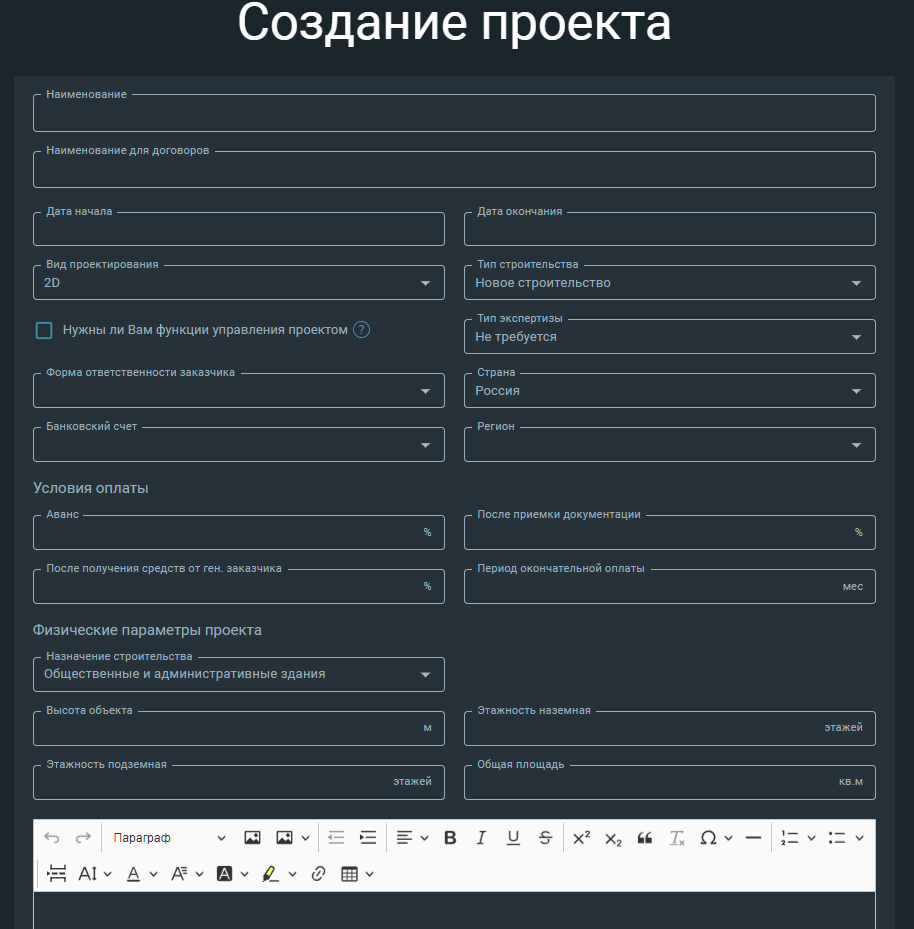 Создание проекта
Наименование
Наименование для договоров
Дата начала
Дата окончания
Вид проектирования
2D
Тип строительства
Новое строительство
Нужны ли Вам функции управления проектом ?
Тип экспертизы
Не требуется
Форма ответственности заказчика
Страна
Россия
Банковский счет
Регион
Условия оплаты
Аванс
%
После приемки документации
%
После получения средств от ген. заказчика
%
Период окончательной оплаты
мес
Физические параметры проекта
Назначение строительства
Общественные и административные здания
Высота объекта
м
Этажность наземная
этажей
Этажность подземная
этажей
Общая площадь
кв.м
Параграф